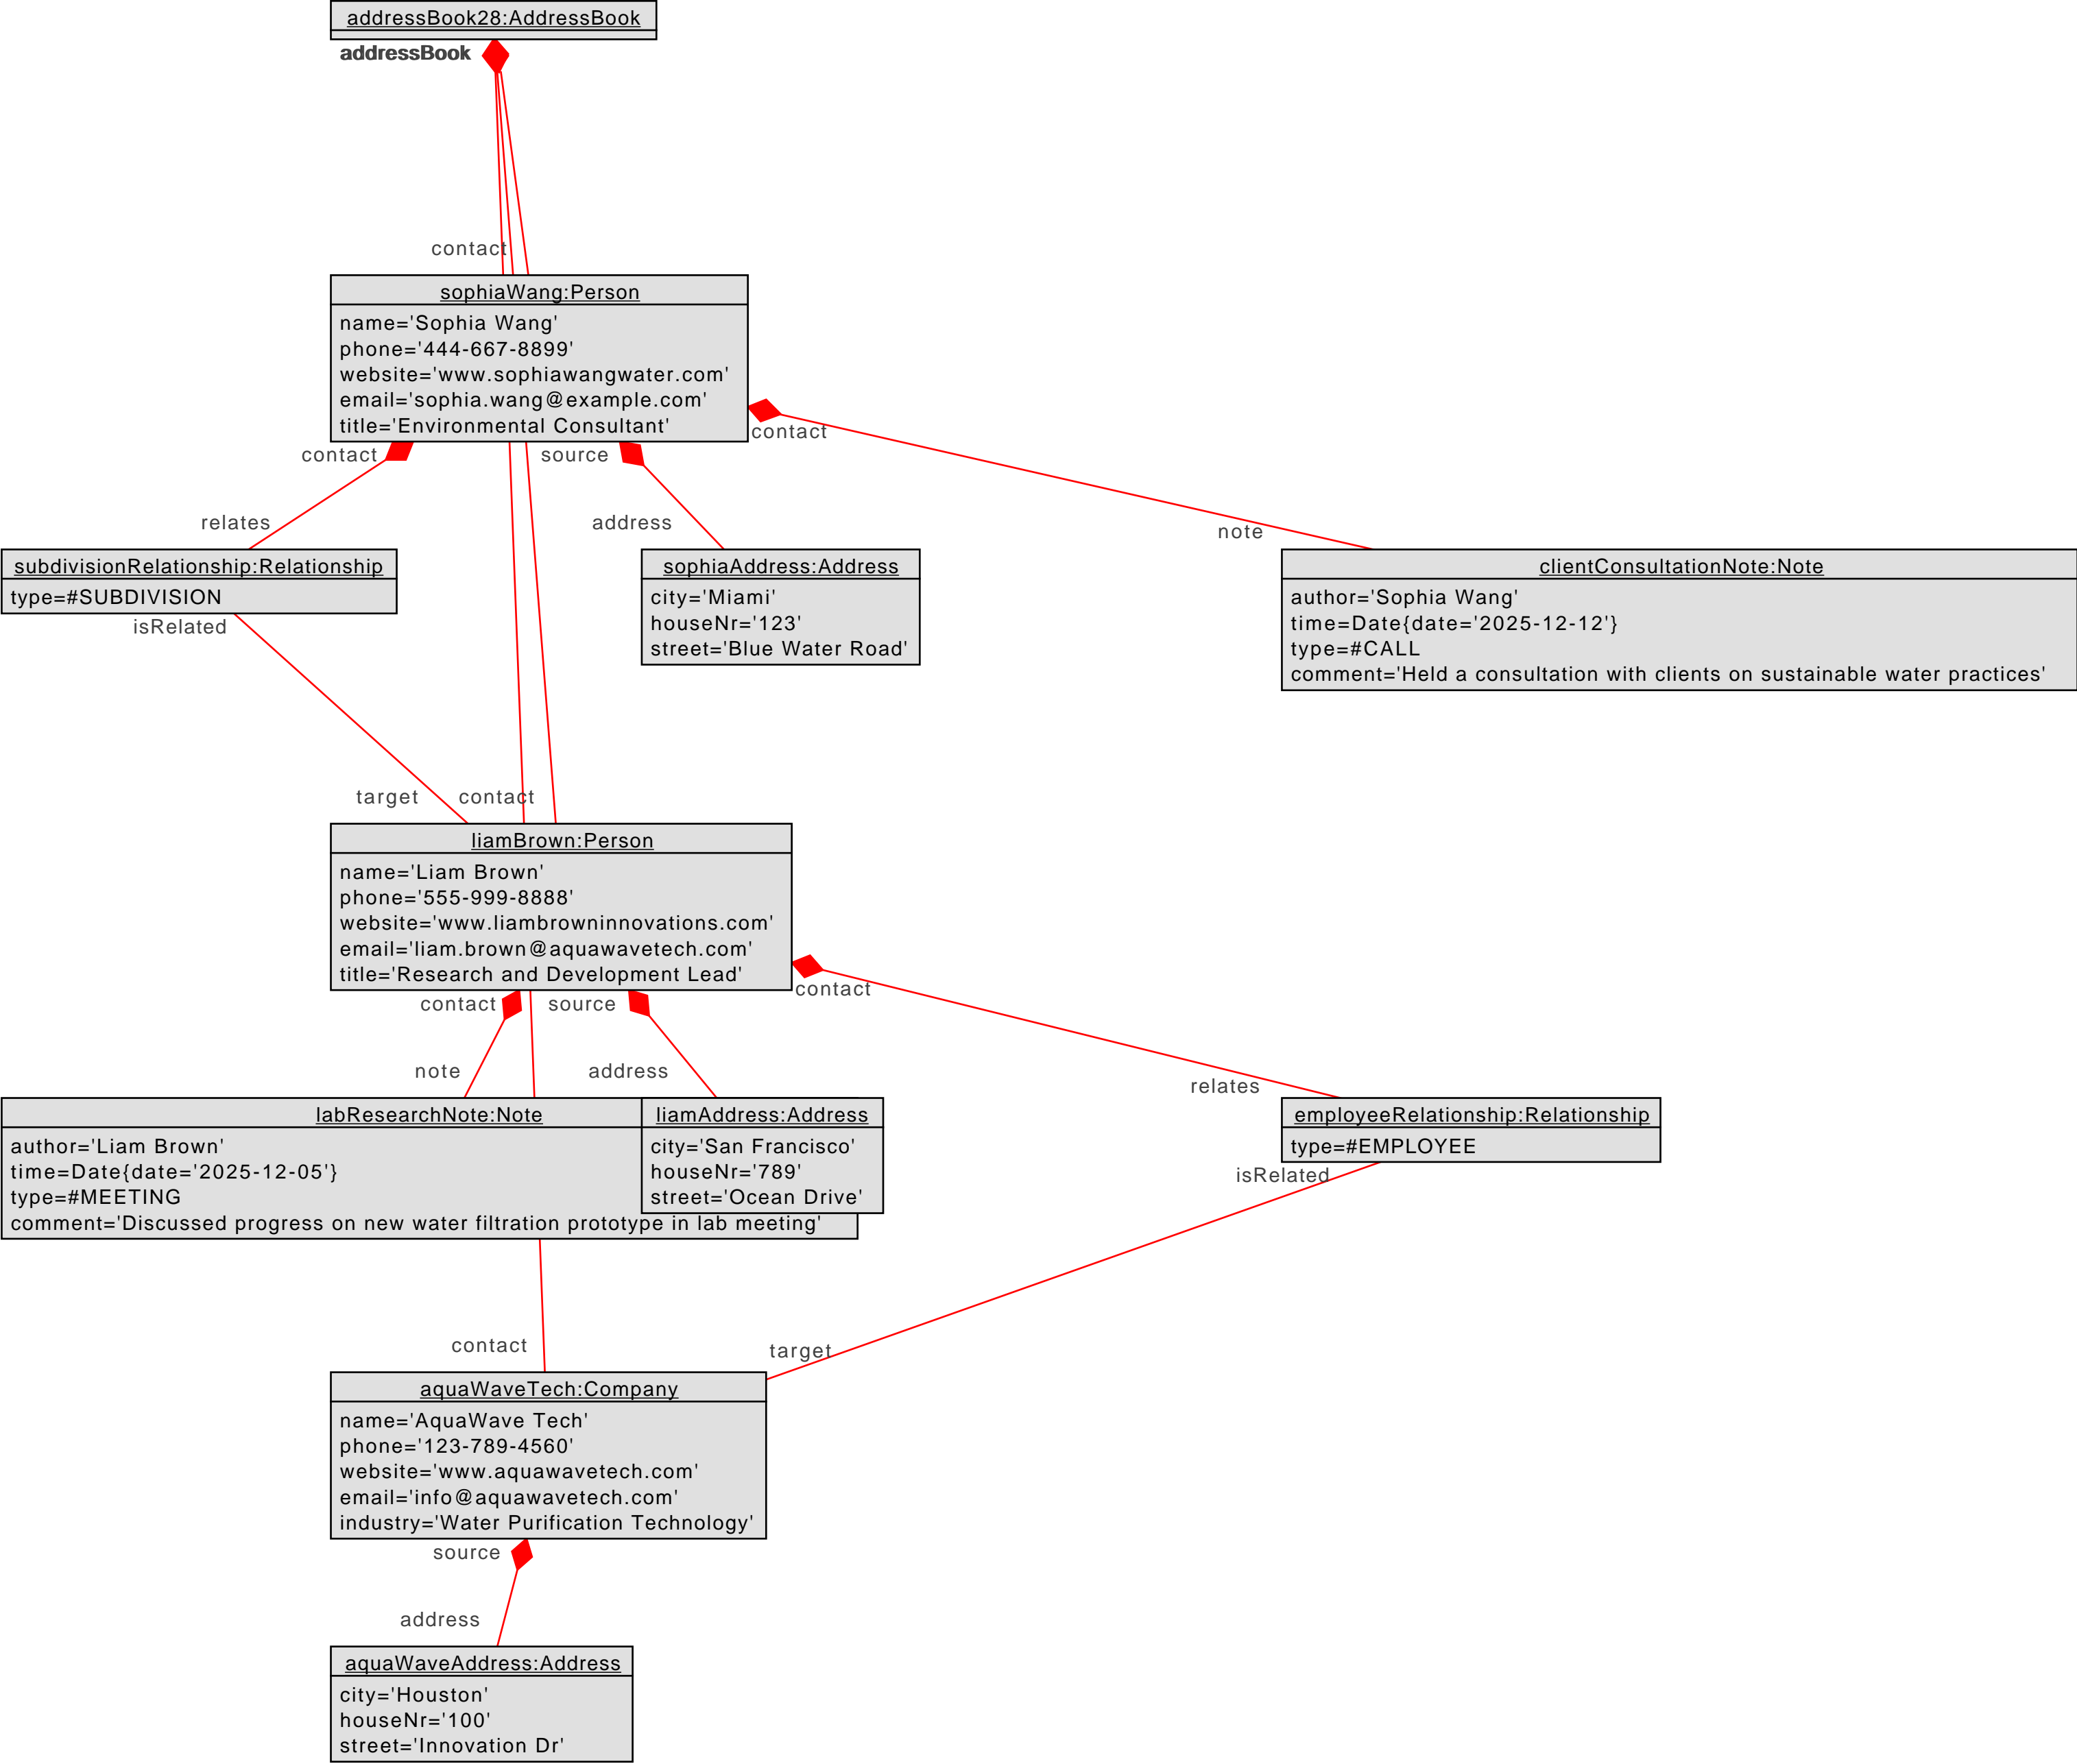 addressBook28:AddressBook
addressBook
contact
sophiaWang:Person
name='Sophia Wang'
phone='444-667-8899'
website='www.sophiawangwater.com'
email='sophia.wang@example.com'
title='Environmental Consultant'
contact
contact
source
relates
address
note
subdivisionRelationship:Relationship
type=#SUBDIVISION
isRelated
sophiaAddress:Address
city='Miami'
houseNr='123'
street='Blue Water Road'
clientConsultationNote:Note
author='Sophia Wang'
time=Date{date='2025-12-12'}
type=#CALL
comment='Held a consultation with clients on sustainable water practices'
target
contact
liamBrown:Person
name='Liam Brown'
phone='555-999-8888'
website='www.liambrowninnovations.com'
email='liam.brown@aquawavetech.com'
title='Research and Development Lead'
contact
contact
source
note
address
relates
labResearchNote:Note
author='Liam Brown'
time=Date{date='2025-12-05'}
type=#MEETING
comment='Discussed progress on new water filtration prototype in lab meeting'
liamAddress:Address
city='San Francisco'
houseNr='789'
street='Ocean Drive'
employeeRelationship:Relationship
type=#EMPLOYEE
isRelated
contact
target
aquaWaveTech:Company
name='AquaWave Tech'
phone='123-789-4560'
website='www.aquawavetech.com'
email='info@aquawavetech.com'
industry='Water Purification Technology'
source
address
aquaWaveAddress:Address
city='Houston'
houseNr='100'
street='Innovation Dr'